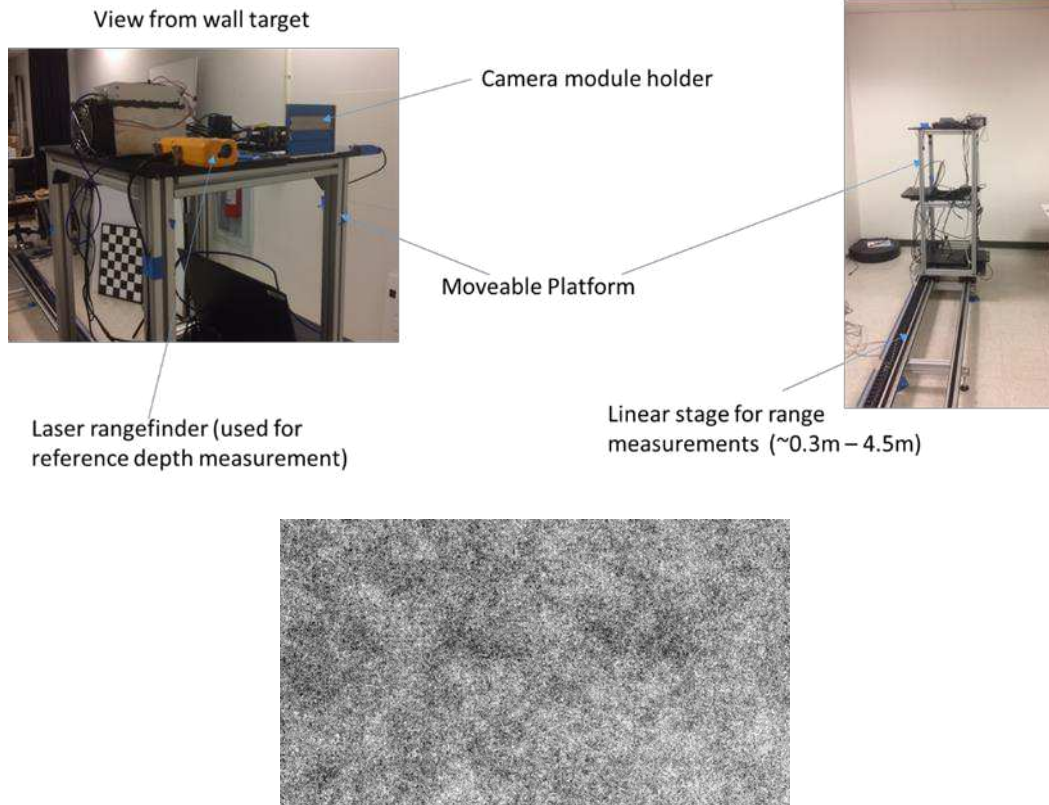 View from wall target
Camera module holder
Moveable Platform
Laser rangefinder (used for
reference depth measurement)
Linear stage for range
measurements (~0.3m – 4.5m)